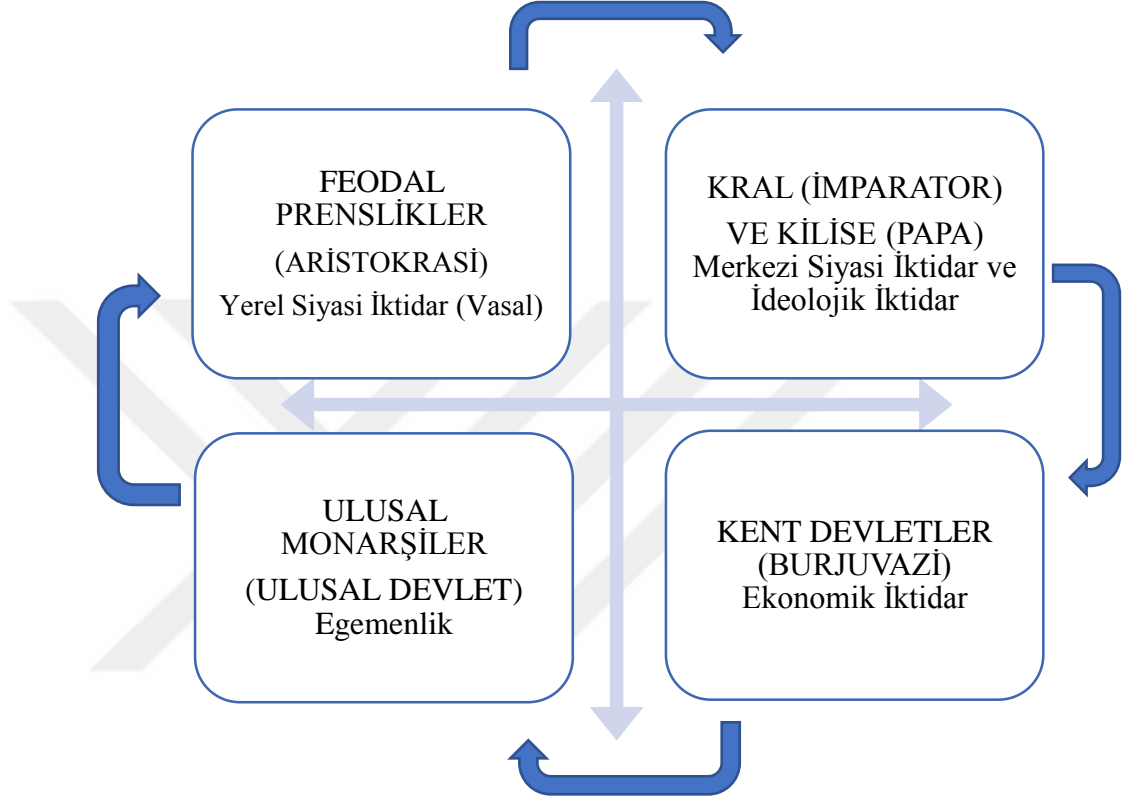 FEODAL
PRENSLİKLER
(ARİSTOKRASİ)
Yerel Siyasi İktidar (Vasal)
KRAL (İMPARATOR)
VE KİLİSE (PAPA)
Merkezi Siyasi İktidar ve
İdeolojik İktidar
ULUSAL
MONARŞİLER
(ULUSAL DEVLET)
Egemenlik
KENT DEVLETLER
(BURJUVAZİ)
Ekonomik İktidar